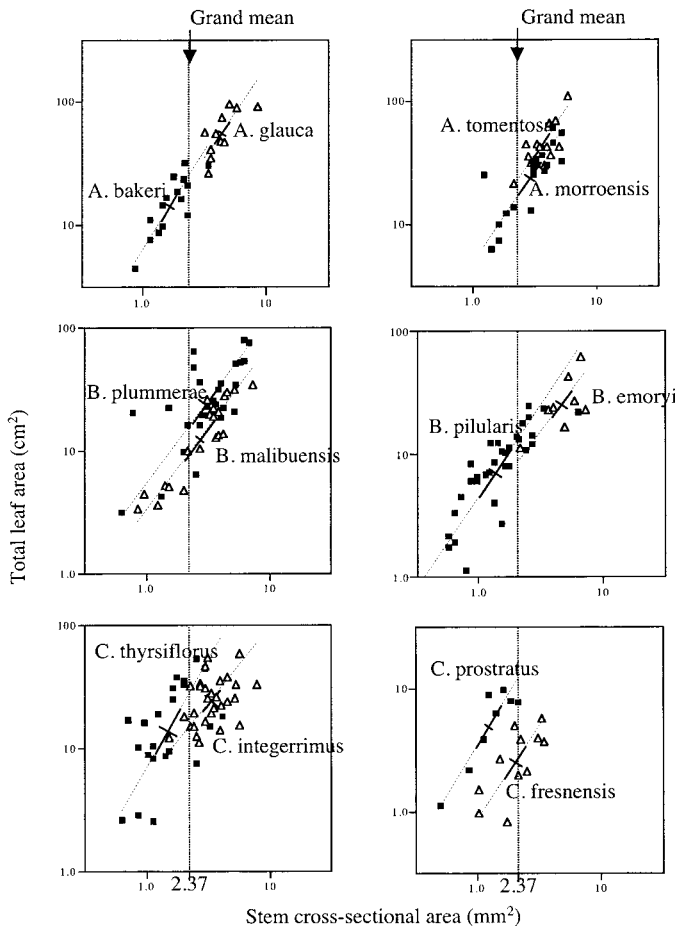 Grand mean Grand mean
100 100
A. glauca A. tomentosa
A. bakeri A. morroensis
10 10
1.0 10 1.0 10
100 100
B. plummerae B. emoryi
B. pilularis
10 B. malibuensis 10
Total leaf area (cm²)
1.0 1.0
1.0 10 1.0 10
100
C. thyrsiflorus C. prostratus
10
C. integerrimus
10
C. fresnensis
1.0
1.0
1.0 2.37 10 1.0 2.37 10
Stem cross-sectional area (mm²)